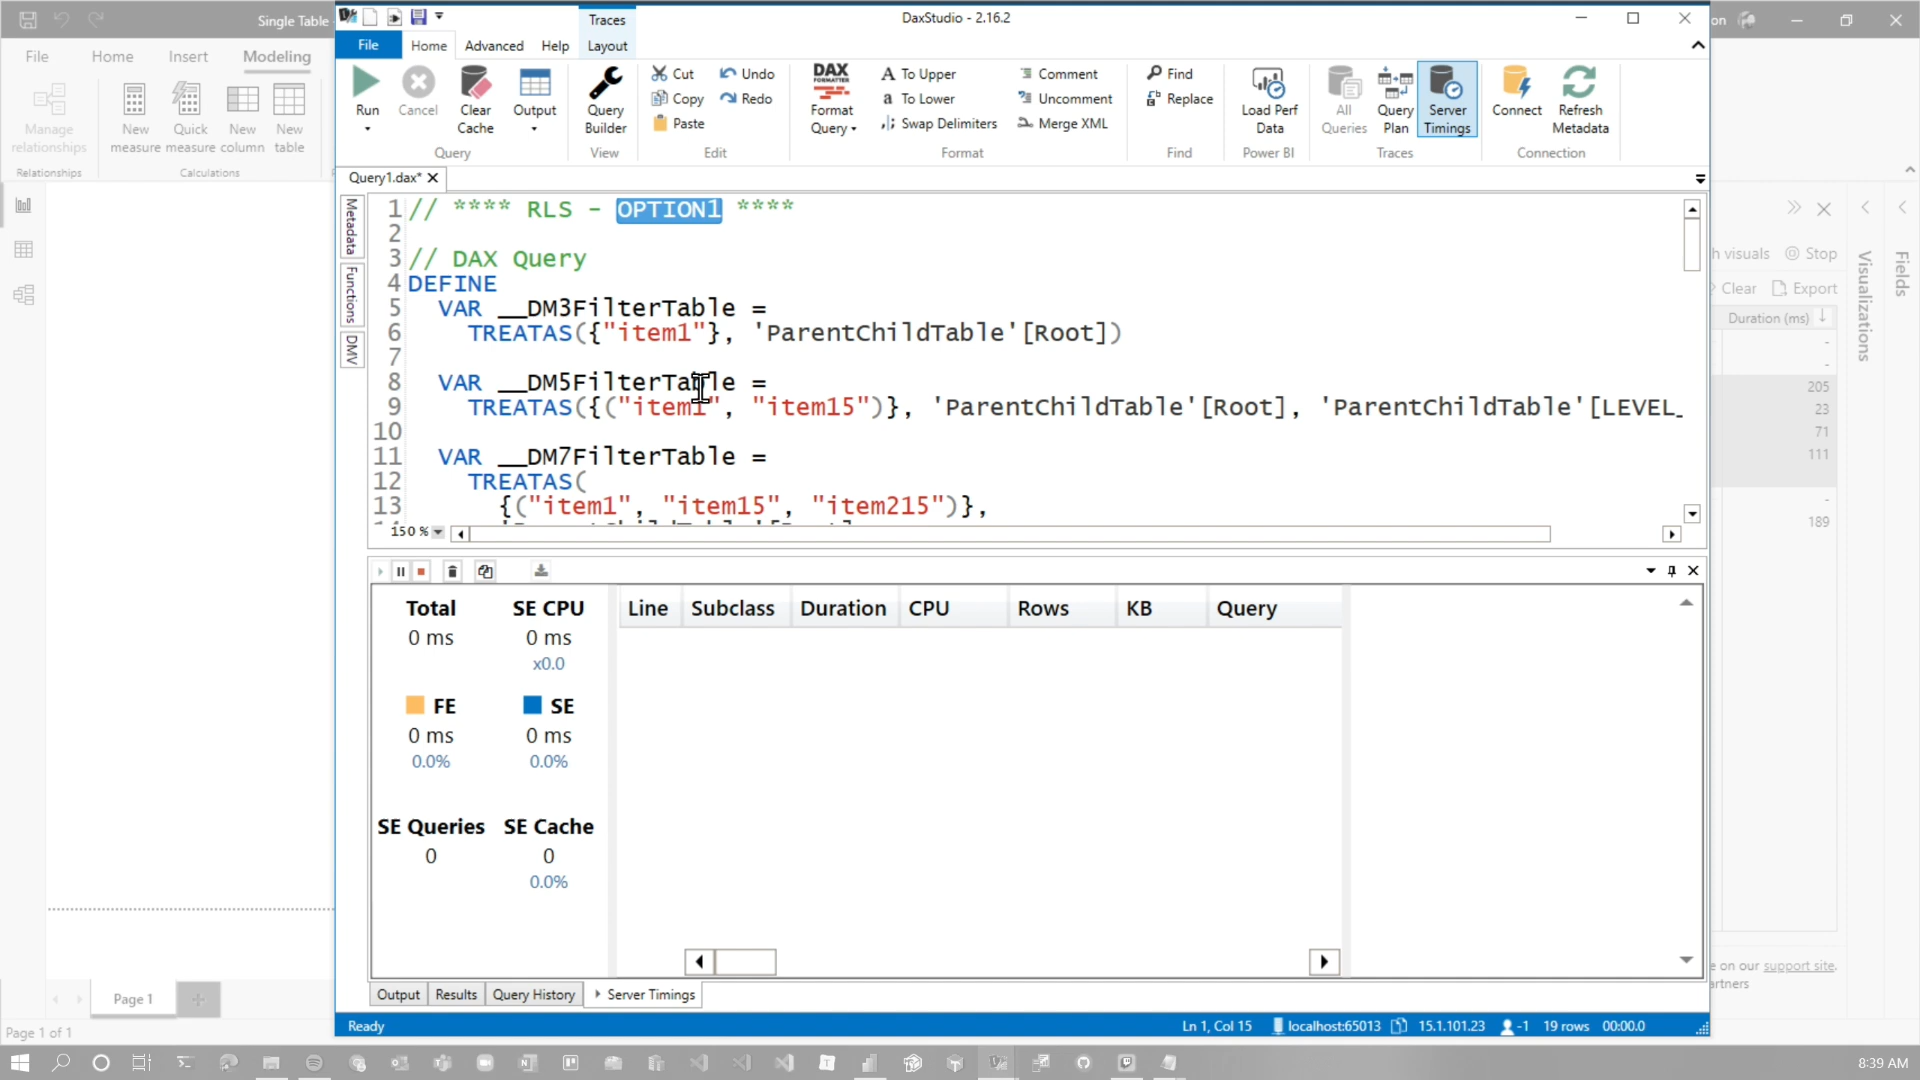 Single Table
DaxStudio - 2.16.2
on
Traces
File
Home
Insert
Modeling
File
Home
Advanced
Help
Layout
Manage relationships
New measure
Quick measure
New column
New table
Relationships
Calculations
Run
Cancel
Clear Cache
Output
Query Builder
Cut
Copy
Paste
Undo
Redo
DAX
FORMATTER
Format Query
To Upper
To Lower
Swap Delimiters
Comment
Uncomment
Merge XML
Find
Replace
Load Perf Data
All Queries
Query Plan
Server Timings
Connect
Refresh Metadata
Query
View
Edit
Format
Find
Power BI
Traces
Connection
Query1.dax*
Metadata
Functions
DMV
1 // **** RLS - OPTION1 ****
2
3 // DAX Query
4 DEFINE
5 VAR __DM3FilterTable =
6 TREATAS({"item1"}, 'ParentChildTable'[Root])
7
8 VAR __DM5FilterTable =
9 TREATAS({("item1", "item15")}, 'ParentChildTable'[Root], 'ParentChildTable'[LEVEL_
10
11 VAR __DM7FilterTable =
12 TREATAS(
13 {("item1", "item15", "item215")},
150 %
h visuals
Stop
Clear
Export
Duration (ms)
-
-
205
23
71
111
-
189
Visualizations
Fields
Total
0 ms
SE CPU
0 ms
x0.0
FE
0 ms
0.0%
SE
0 ms
0.0%
SE Queries
0
SE Cache
0
0.0%
Line Subclass Duration CPU Rows KB Query
e on our support site.
artners
Output
Results
Query History
Server Timings
Page 1
Page 1 of 1
Ready
Ln 1, Col 15
localhost:65013
15.1.101.23
-1
19 rows
00:00.0
8:39 AM